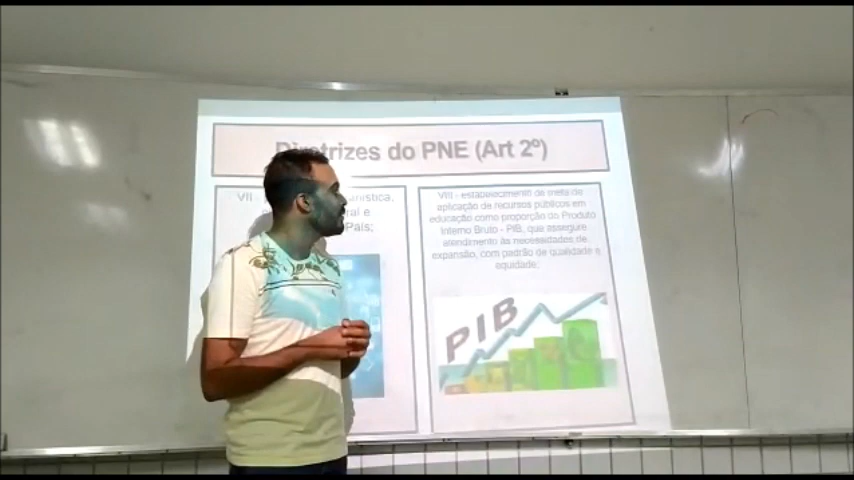 Diretrizes do PNE (Art 2º)
VII -
País;
VIII - estabelecimento de meta de
aplicação de recursos públicos em
educação como proporção do Produto
Interno Bruto - PIB, que assegure
atendimento às necessidades de
expansão, com padrão de qualidade e
equidade;
PIB